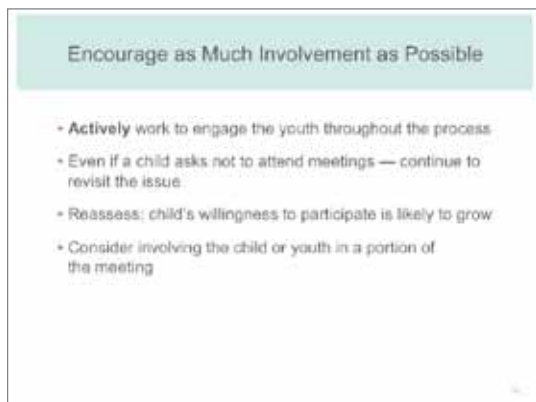 Encourage as Much Involvement as Possible
• Actively work to engage the youth throughout the process
• Even if a child asks not to attend meetings — continue to
revisit the issue
• Reassess: child's willingness to participate is likely to grow
• Consider involving the child or youth in a portion of
the meeting